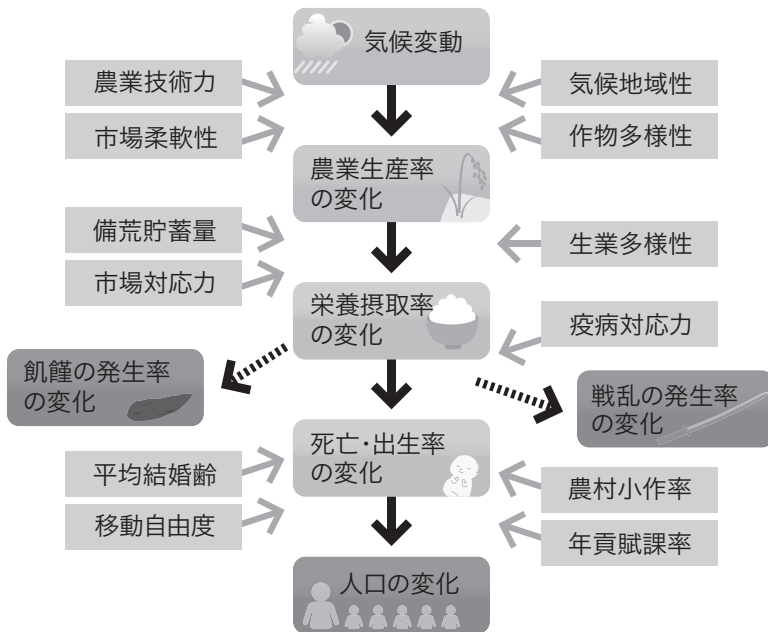 気候変動
農業技術力
気候地域性
市場柔軟性
作物多様性
農業生産率
の変化
備荒貯蓄量
生業多様性
市場対応力
栄養摂取率
の変化
疫病対応力
飢饉の発生率
の変化
戦乱の発生率
の変化
死亡・出生率
の変化
平均結婚齢
農村小作率
移動自由度
年貢賦課率
人口の変化